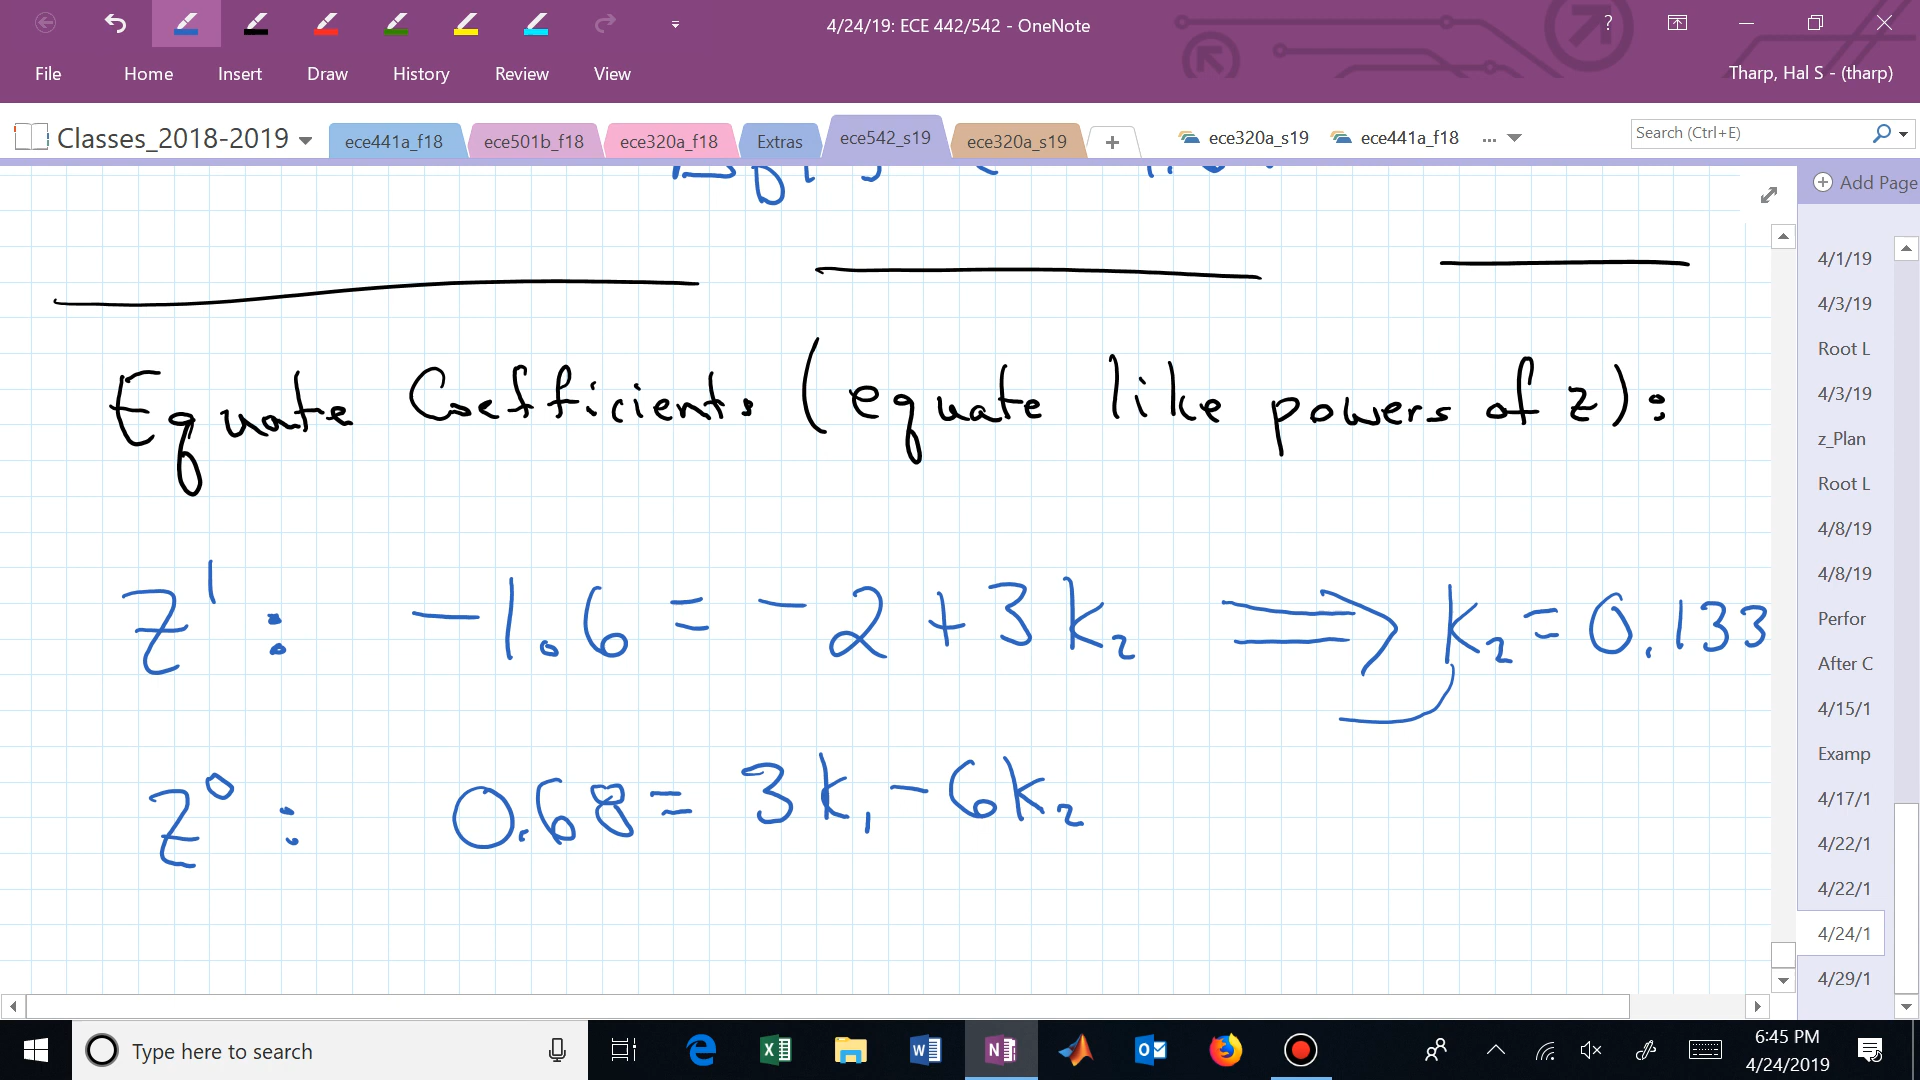 4/24/19: ECE 442/542 - OneNote
?
File Home Insert Draw History Review View
Tharp, Hal S - (tharp)
Classes_2018-2019
ece441a_f18 ece501b_f18 ece320a_f18 Extras ece542_s19 ece320a_s19 +
ece320a_s19 ece441a_f18 ...
Search (Ctrl+E)
Add Page
4/1/19
4/3/19
Root L
4/3/19
z_Plan
Root L
4/8/19
4/8/19
Perfor
After C
4/15/1
Examp
4/17/1
4/22/1
4/22/1
4/24/1
4/29/1
Equate Coefficients (equate like powers of z):
z¹: -1.6 = -2 + 3k₂ ⟹ k₂ = 0.133
z⁰: 0.68 = 3k₁ - 6k₂
Type here to search
6:45 PM
4/24/2019